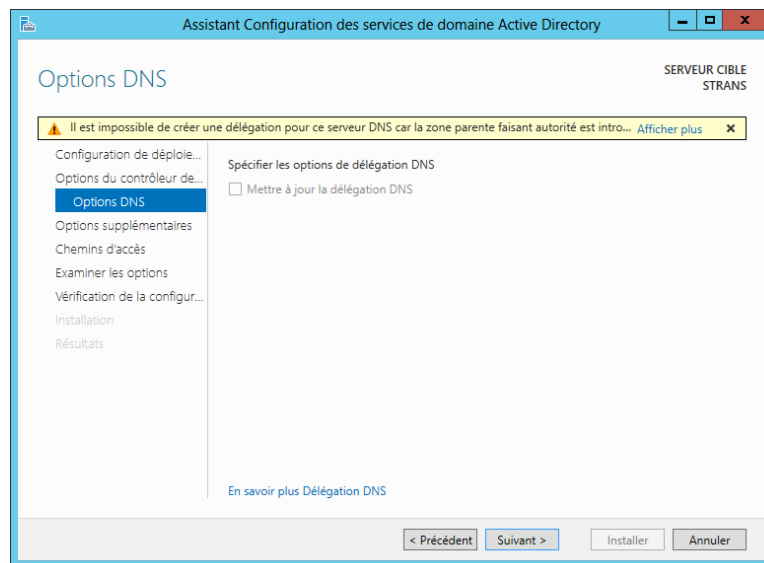 Assistant Configuration des services de domaine Active Directory
Options DNS
SERVEUR CIBLE
STRANS
Il est impossible de créer une délégation pour ce serveur DNS car la zone parente faisant autorité est intro... Afficher plus
Configuration de déploie...
Options du contrôleur de...
Options DNS
Options supplémentaires
Chemins d'accès
Examiner les options
Vérification de la configur...
Installation
Résultats
Spécifier les options de délégation DNS
Mettre à jour la délégation DNS
En savoir plus Délégation DNS
< Précédent Suivant > Installer Annuler